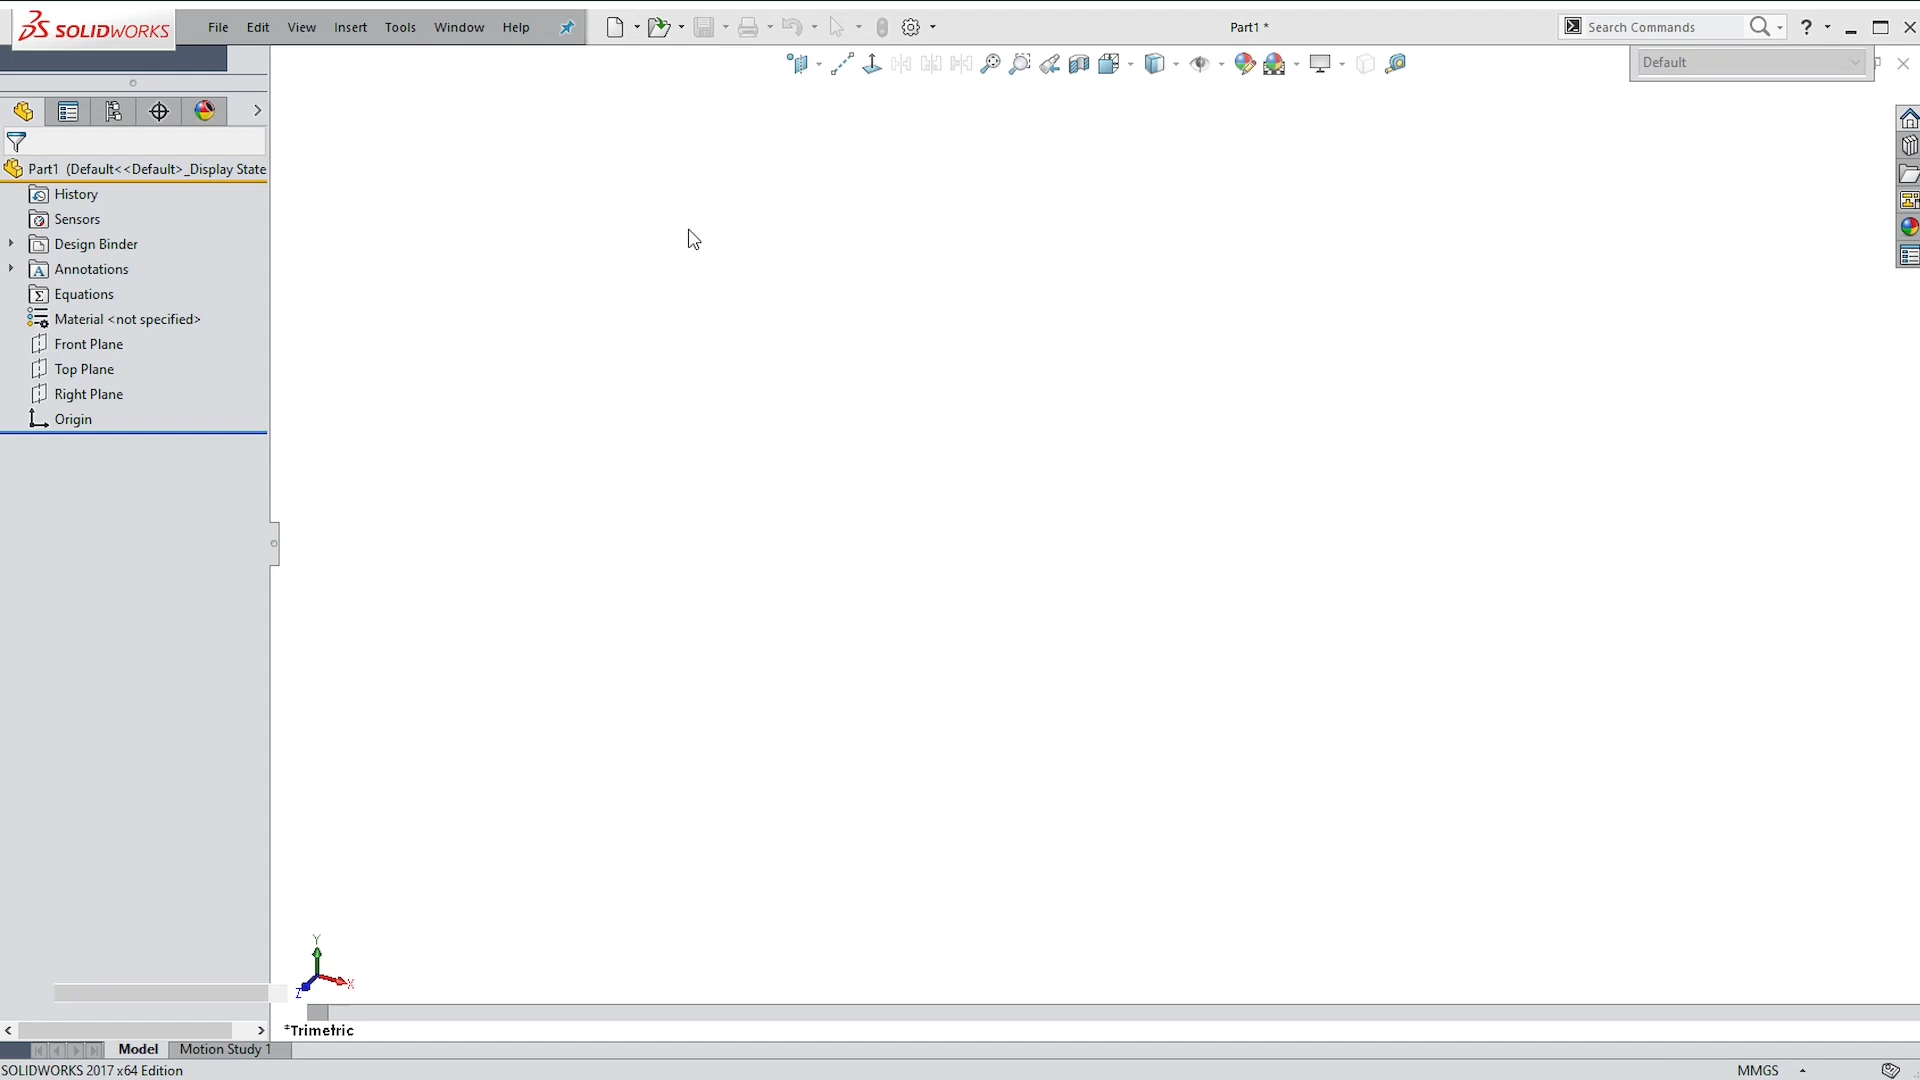 SOLIDWORKS
File Edit View Insert Tools Window Help
Part1 *
Search Commands
?
Default
Part1 (Default<<Default>_Display State
History
Sensors
Design Binder
Annotations
Equations
Material <not specified>
Front Plane
Top Plane
Right Plane
Origin
Y
X
Z
*Trimetric
Model Motion Study 1
SOLIDWORKS 2017 x64 Edition
MMGS